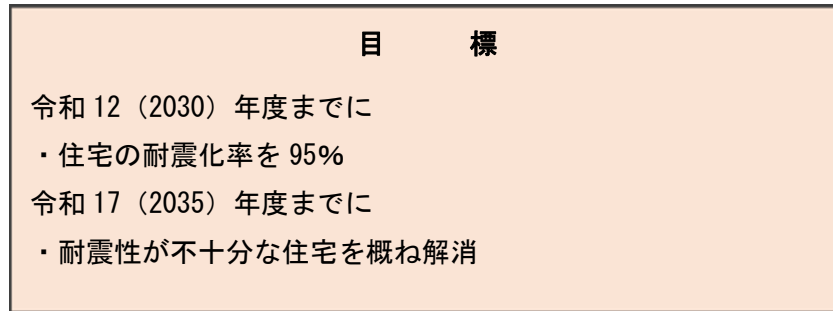 目　　標
令和 12（2030）年度までに
・住宅の耐震化率を 95%
令和 17（2035）年度までに
・耐震性が不十分な住宅を概ね解消